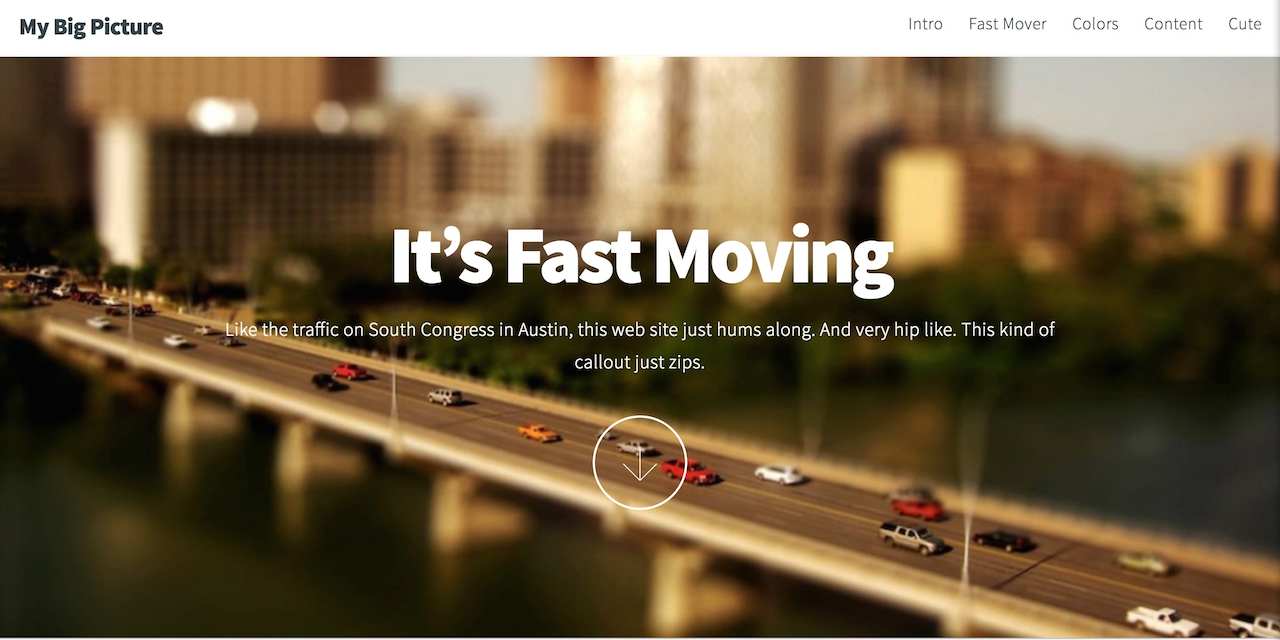 My Big Picture
Intro Fast Mover Colors Content Cute
It’s Fast Moving
Like the traffic on South Congress in Austin, this web site just hums along. And very hip like. This kind of
callout just zips.